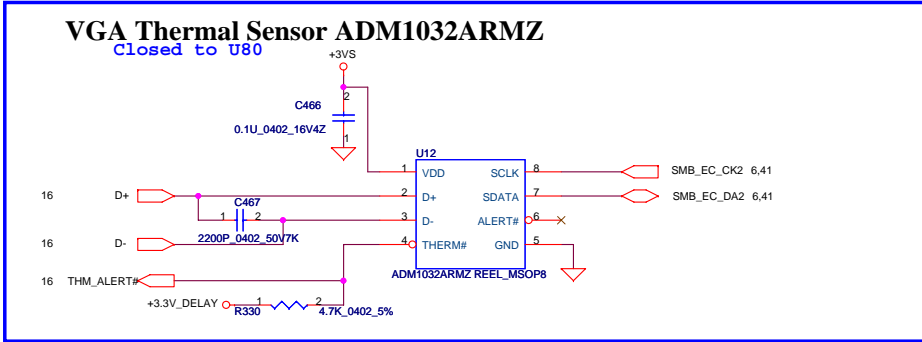 VGA Thermal Sensor ADM1032ARMZ
Closed to U80
+3VS
2
C466
0.1U_0402_16V4Z
1
U12
1 VDD SCLK 8 SMB_EC_CK2 6,41
16 D+ 2 D+ SDATA 7 SMB_EC_DA2 6,41
C467
1 2 3 D- ALERT# 6
2200P_0402_50V7K
16 D- 4 THERM# GND 5
ADM1032ARMZ REEL_MSOP8
16 THM_ALERT#
+3.3V_DELAY 1 2
R330 4.7K_0402_5%